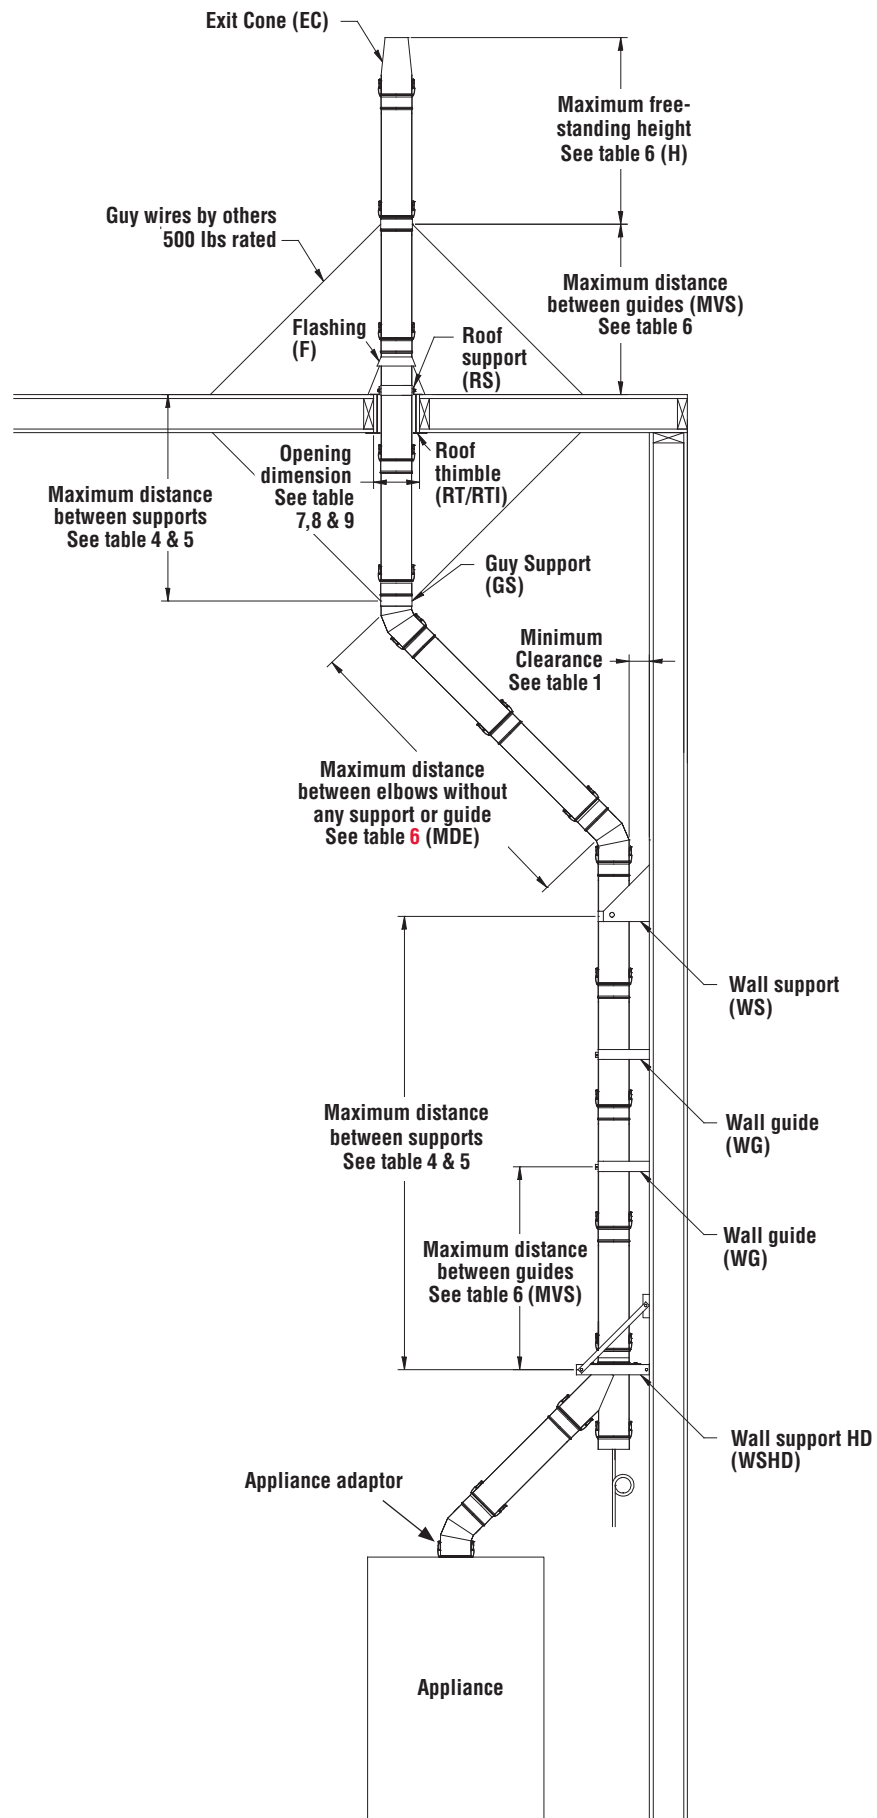 Exit Cone (EC)
Maximum free-
standing height
See table 6 (H)
Guy wires by others
500 lbs rated
Maximum distance
between guides (MVS)
See table 6
Flashing
(F)
Roof
support
(RS)
Opening
dimension
See table
7,8 & 9
Roof
thimble
(RT/RTI)
Maximum distance
between supports
See table 4 & 5
Guy Support
(GS)
Minimum
Clearance
See table 1
Maximum distance
between elbows without
any support or guide
See table 6 (MDE)
Wall support
(WS)
Maximum distance
between supports
See table 4 & 5
Wall guide
(WG)
Wall guide
(WG)
Maximum distance
between guides
See table 6 (MVS)
Wall support HD
(WSHD)
Appliance adaptor
Appliance